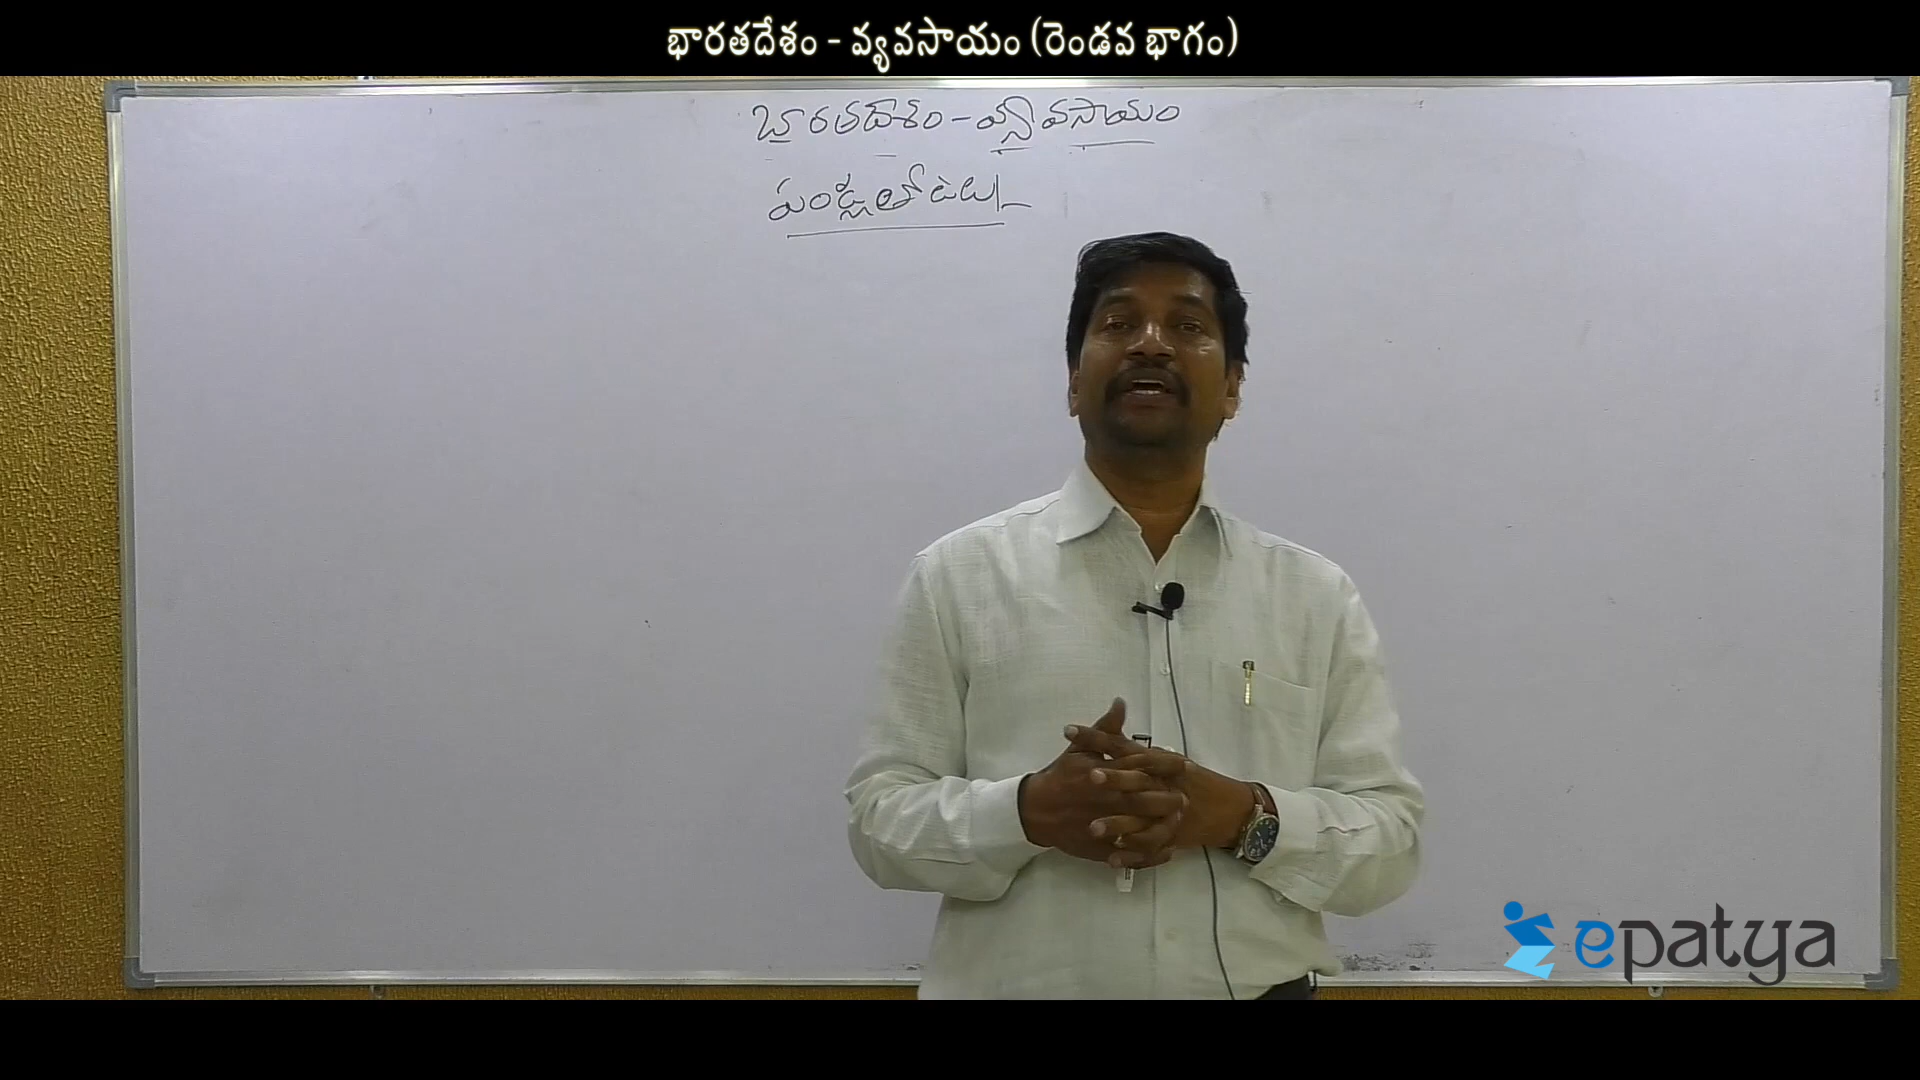 భారతదేశం - వ్యవసాయం (రెండవ భాగం)
భారతదేశం - వ్యవసాయం
పండ్లతోటలు
epatya